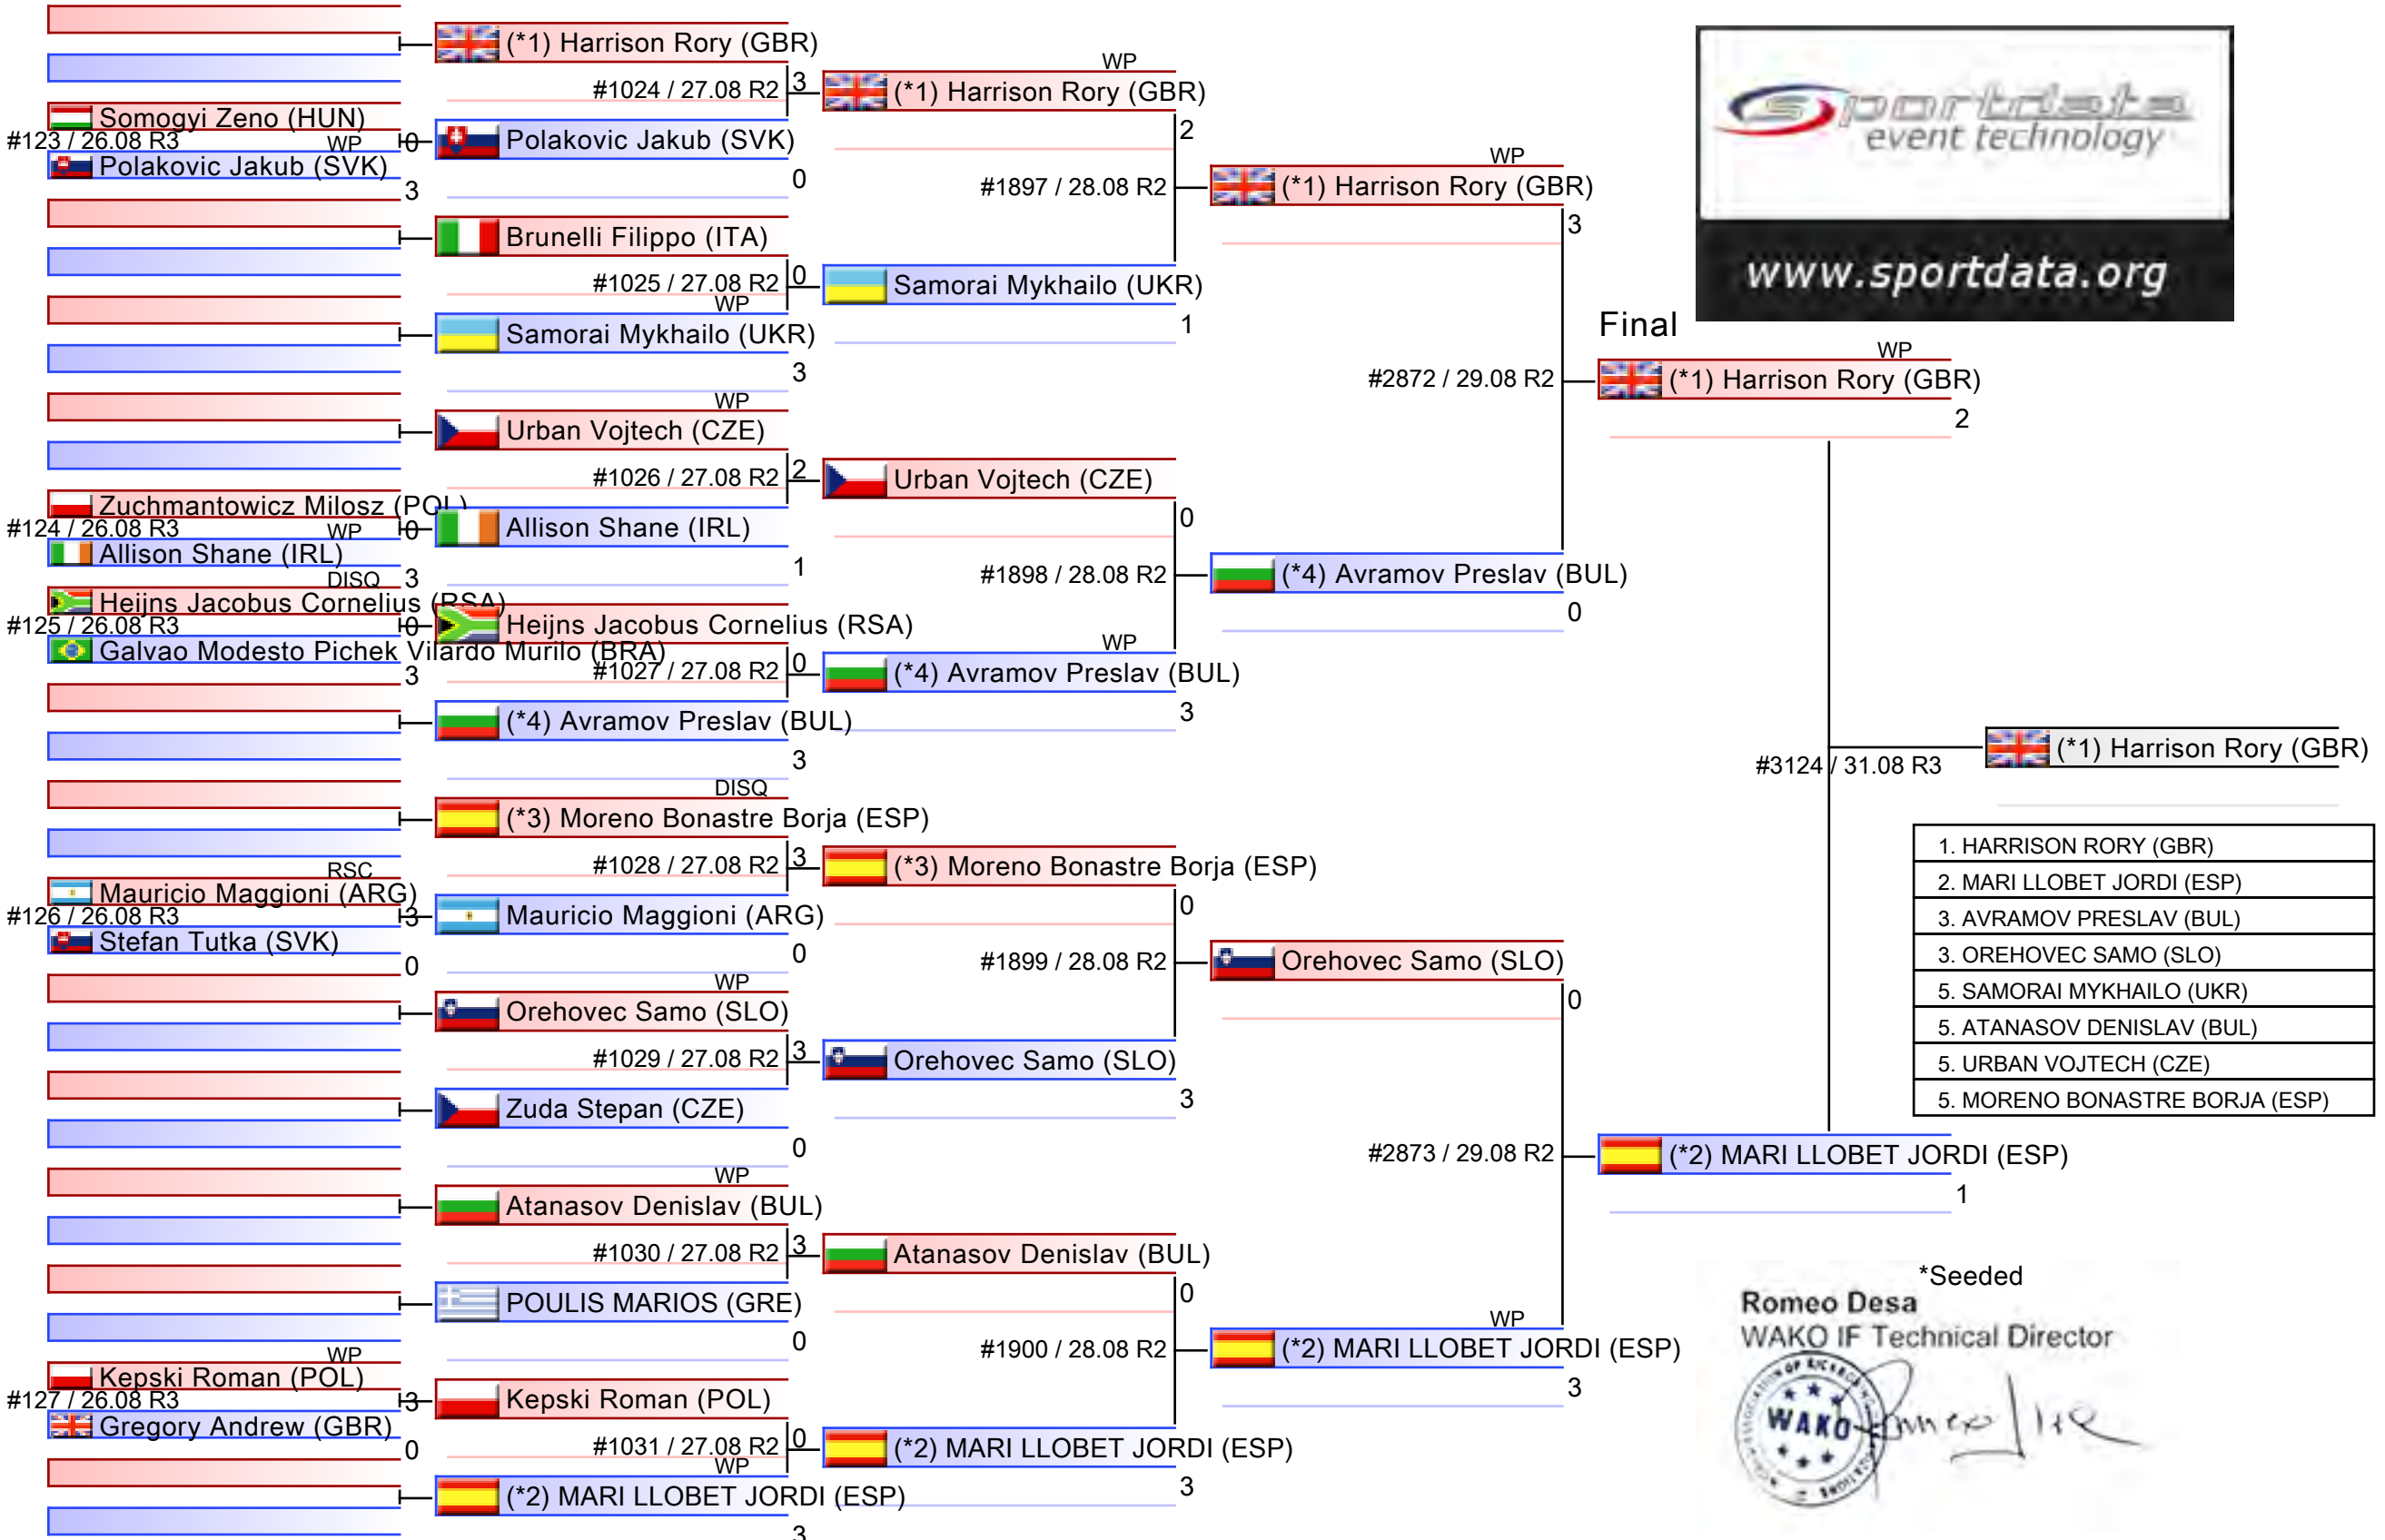 (*1) Harrison Rory (GBR)
#1024 / 27.08 R2
3
Somogyi Zeno (HUN)
#123 / 26.08 R3
WP
0
Polakovic Jakub (SVK)
3
Polakovic Jakub (SVK)
0
Brunelli Filippo (ITA)
#1025 / 27.08 R2
0
WP
Samorai Mykhailo (UKR)
3
WP
Urban Vojtech (CZE)
#1026 / 27.08 R2
2
Zuchmantowicz Milosz (POL)
#124 / 26.08 R3
WP
0
Allison Shane (IRL)
3
Allison Shane (IRL)
1
DISQ
Heijns Jacobus Cornelius (RSA)
#125 / 26.08 R3
0
Galvao Modesto Pichek Vilardo Murilo (BRA)
3
Heijns Jacobus Cornelius (RSA)
#1027 / 27.08 R2
0
(*4) Avramov Preslav (BUL)
3
DISQ
(*3) Moreno Bonastre Borja (ESP)
#1028 / 27.08 R2
3
RSC
Mauricio Maggioni (ARG)
#126 / 26.08 R3
3
Stefan Tutka (SVK)
0
Mauricio Maggioni (ARG)
0
WP
Orehovec Samo (SLO)
#1029 / 27.08 R2
3
Zuda Stepan (CZE)
0
WP
Atanasov Denislav (BUL)
#1030 / 27.08 R2
3
POULIS MARIOS (GRE)
0
WP
Kepski Roman (POL)
#127 / 26.08 R3
3
Gregory Andrew (GBR)
0
Kepski Roman (POL)
#1031 / 27.08 R2
0
WP
(*2) MARI LLOBET JORDI (ESP)
3
WP
(*1) Harrison Rory (GBR)
2
#1897 / 28.08 R2
Samorai Mykhailo (UKR)
1
Urban Vojtech (CZE)
0
#1898 / 28.08 R2
WP
(*4) Avramov Preslav (BUL)
3
(*3) Moreno Bonastre Borja (ESP)
0
#1899 / 28.08 R2
Orehovec Samo (SLO)
3
Atanasov Denislav (BUL)
0
#1900 / 28.08 R2
(*2) MARI LLOBET JORDI (ESP)
3
WP
(*1) Harrison Rory (GBR)
3
#2872 / 29.08 R2
(*4) Avramov Preslav (BUL)
0
Orehovec Samo (SLO)
0
#2873 / 29.08 R2
WP
(*2) MARI LLOBET JORDI (ESP)
3
Final
WP
(*1) Harrison Rory (GBR)
2
#3124 / 31.08 R3
(*2) MARI LLOBET JORDI (ESP)
1
(*1) Harrison Rory (GBR)
sportdata
event technology
www.sportdata.org
1. HARRISON RORY (GBR)
2. MARI LLOBET JORDI (ESP)
3. AVRAMOV PRESLAV (BUL)
3. OREHOVEC SAMO (SLO)
5. SAMORAI MYKHAILO (UKR)
5. ATANASOV DENISLAV (BUL)
5. URBAN VOJTECH (CZE)
5. MORENO BONASTRE BORJA (ESP)
*Seeded
Romeo Desa
WAKO IF Technical Director
WAKO